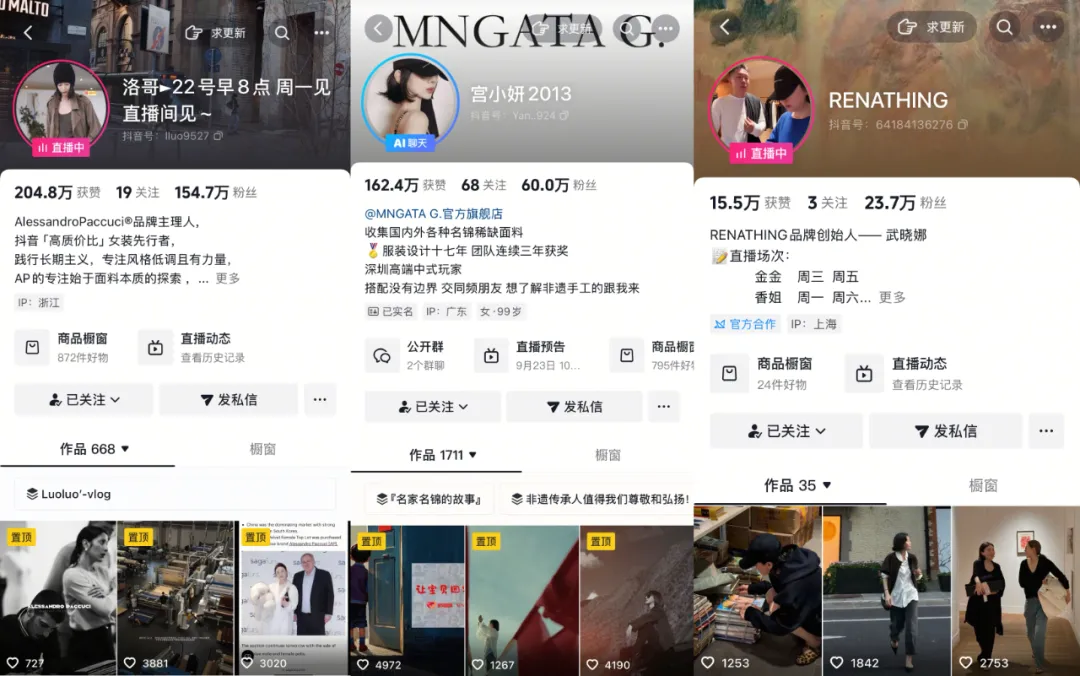 D MALTO
求更新
洛哥►22号早8点 周一见
直播间见~
抖音号: lluo9527
直播中
204.8万 获赞 19 关注 154.7万 粉丝
AlessandroPaccuci®品牌主理人,
抖音「高质价比」女装先行者,
践行长期主义，专注风格低调且有力量,
AP的专注始于面料本质的探索 ，... 更多
IP: 浙江
商品橱窗
872件好物
直播动态
查看历史记录
已关注
发私信
作品 668 ▼
橱窗
Luoluo'-vlog
置顶
置顶
置顶
ALESSANDRO PACCUCI
727
3881
3020
MNGATA G.
求更新
宫小妍2013
抖音号: Yan..924
AI聊天
162.4万 获赞 68 关注 60.0万 粉丝
@MNGATA G.官方旗舰店
收集国内外各种名锦稀缺面料
🏅服装设计十七年 团队连续三年获奖
深圳高端中式玩家
搭配没有边界 交同频朋友 想了解非遗手工的跟我来
已实名
IP: 广东
女·99岁
公开群
2个群聊
直播预告
9月23日 10...
商品橱窗
795件好物
已关注
发私信
作品 1711 ▼
橱窗
『名家名锦的故事』
非遗传承人值得我们尊敬和弘扬!
置顶
置顶
置顶
4972
1267
4190
求更新
RENATHING
抖音号: 64184136276
直播中
15.5万 获赞 3 关注 23.7万 粉丝
RENATHING品牌创始人—— 武晓娜
📝直播场次:
金金 周三 周五
香姐 周一 周六... 更多
官方合作
IP: 上海
商品橱窗
24件好物
直播动态
查看历史记录
已关注
发私信
作品 35 ▼
橱窗
1253
1842
2753